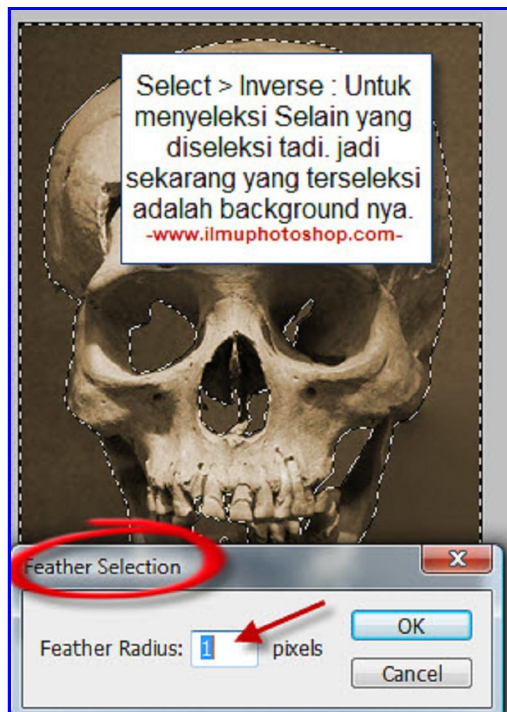 Select > Inverse : Untuk
menyeleksi Selain yang
diseleksi tadi. jadi
sekarang yang terseleksi
adalah background nya.
-www.ilmuphotoshop.com-
Feather Selection
Feather Radius: 1 pixels
OK
Cancel